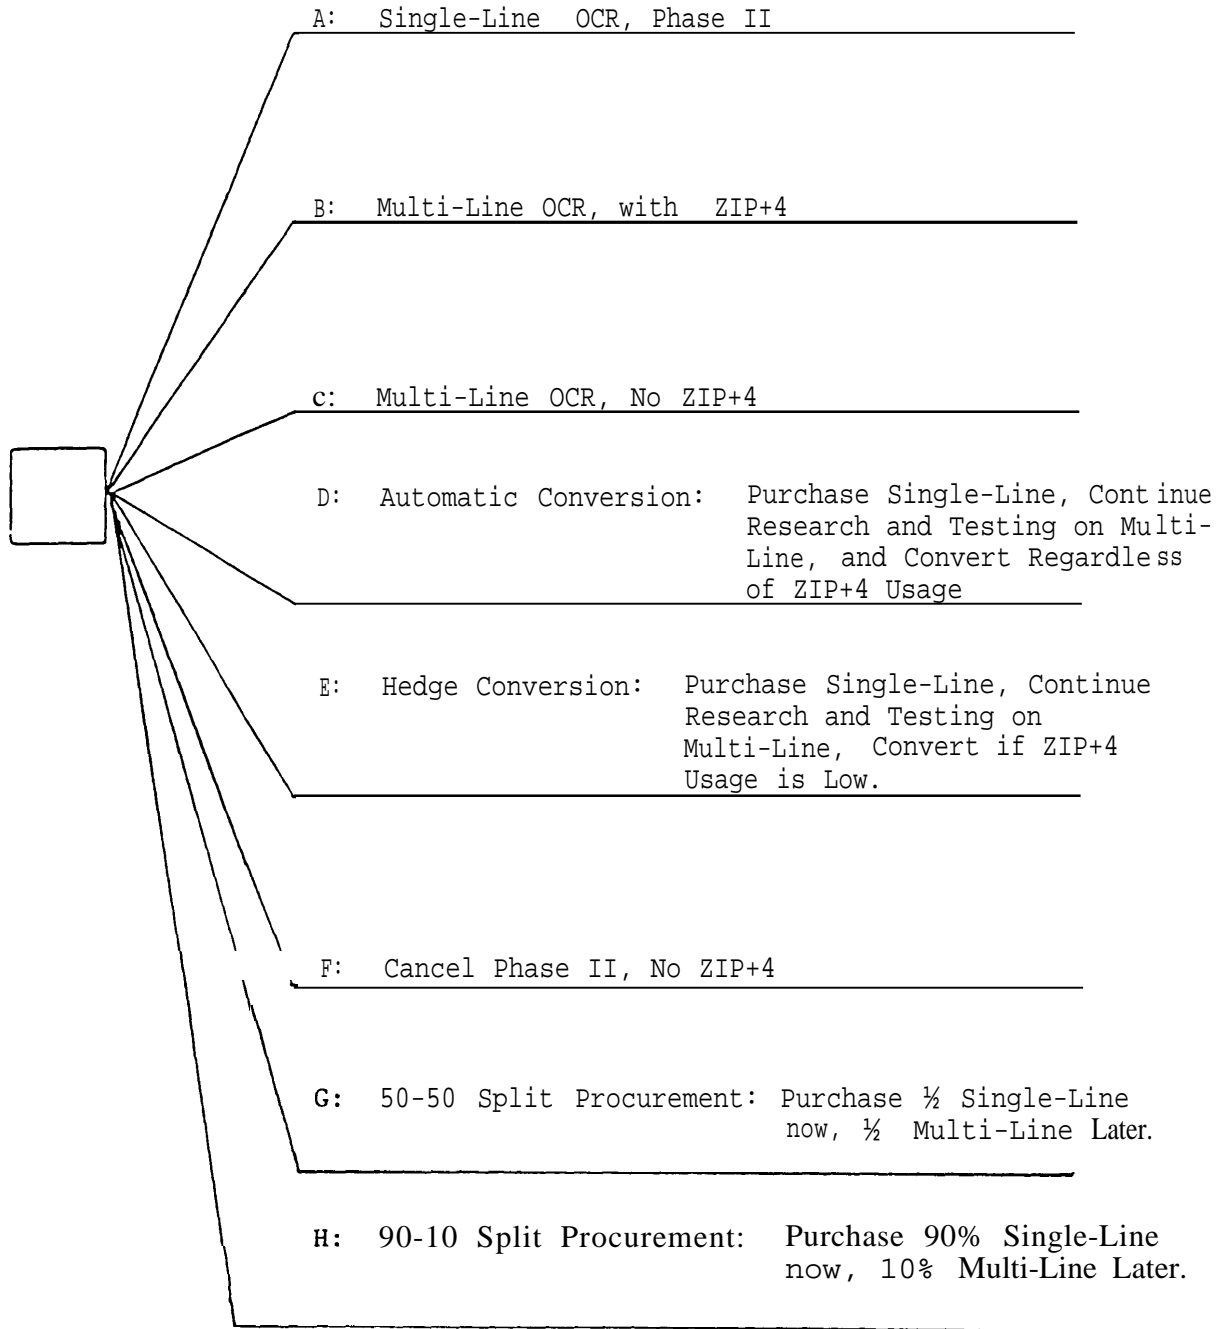 A: Single-Line OCR, Phase II
B: Multi-Line OCR, with ZIP+4
c: Multi-Line OCR, No ZIP+4
D: Automatic Conversion: Purchase Single-Line, Continue
Research and Testing on Multi-
Line, and Convert Regardless
of ZIP+4 Usage
E: Hedge Conversion: Purchase Single-Line, Continue
Research and Testing on
Multi-Line, Convert if ZIP+4
Usage is Low.
F: Cancel Phase II, No ZIP+4
G: 50-50 Split Procurement: Purchase ½ Single-Line
now, ½ Multi-Line Later.
H: 90-10 Split Procurement: Purchase 90% Single-Line
now, 10% Multi-Line Later.